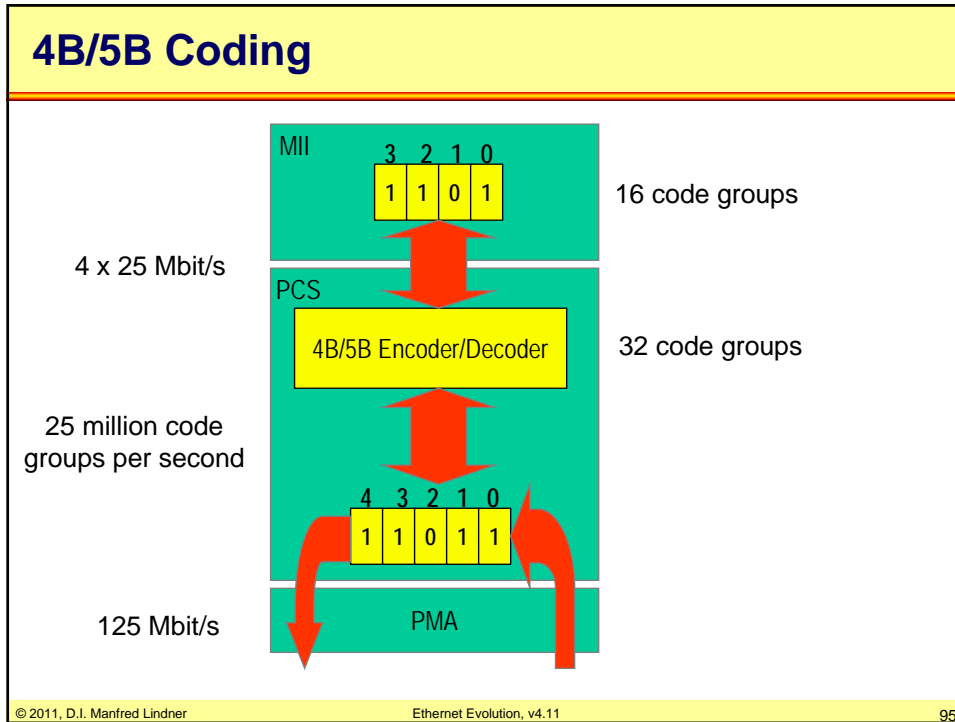 4B/5B Coding
MII
3 2 1 0
1 1 0 1
16 code groups
4 x 25 Mbit/s
PCS
4B/5B Encoder/Decoder
32 code groups
25 million code
groups per second
4 3 2 1 0
1 1 0 1 1
125 Mbit/s
PMA
© 2011, D.I. Manfred Lindner
Ethernet Evolution, v4.11
95